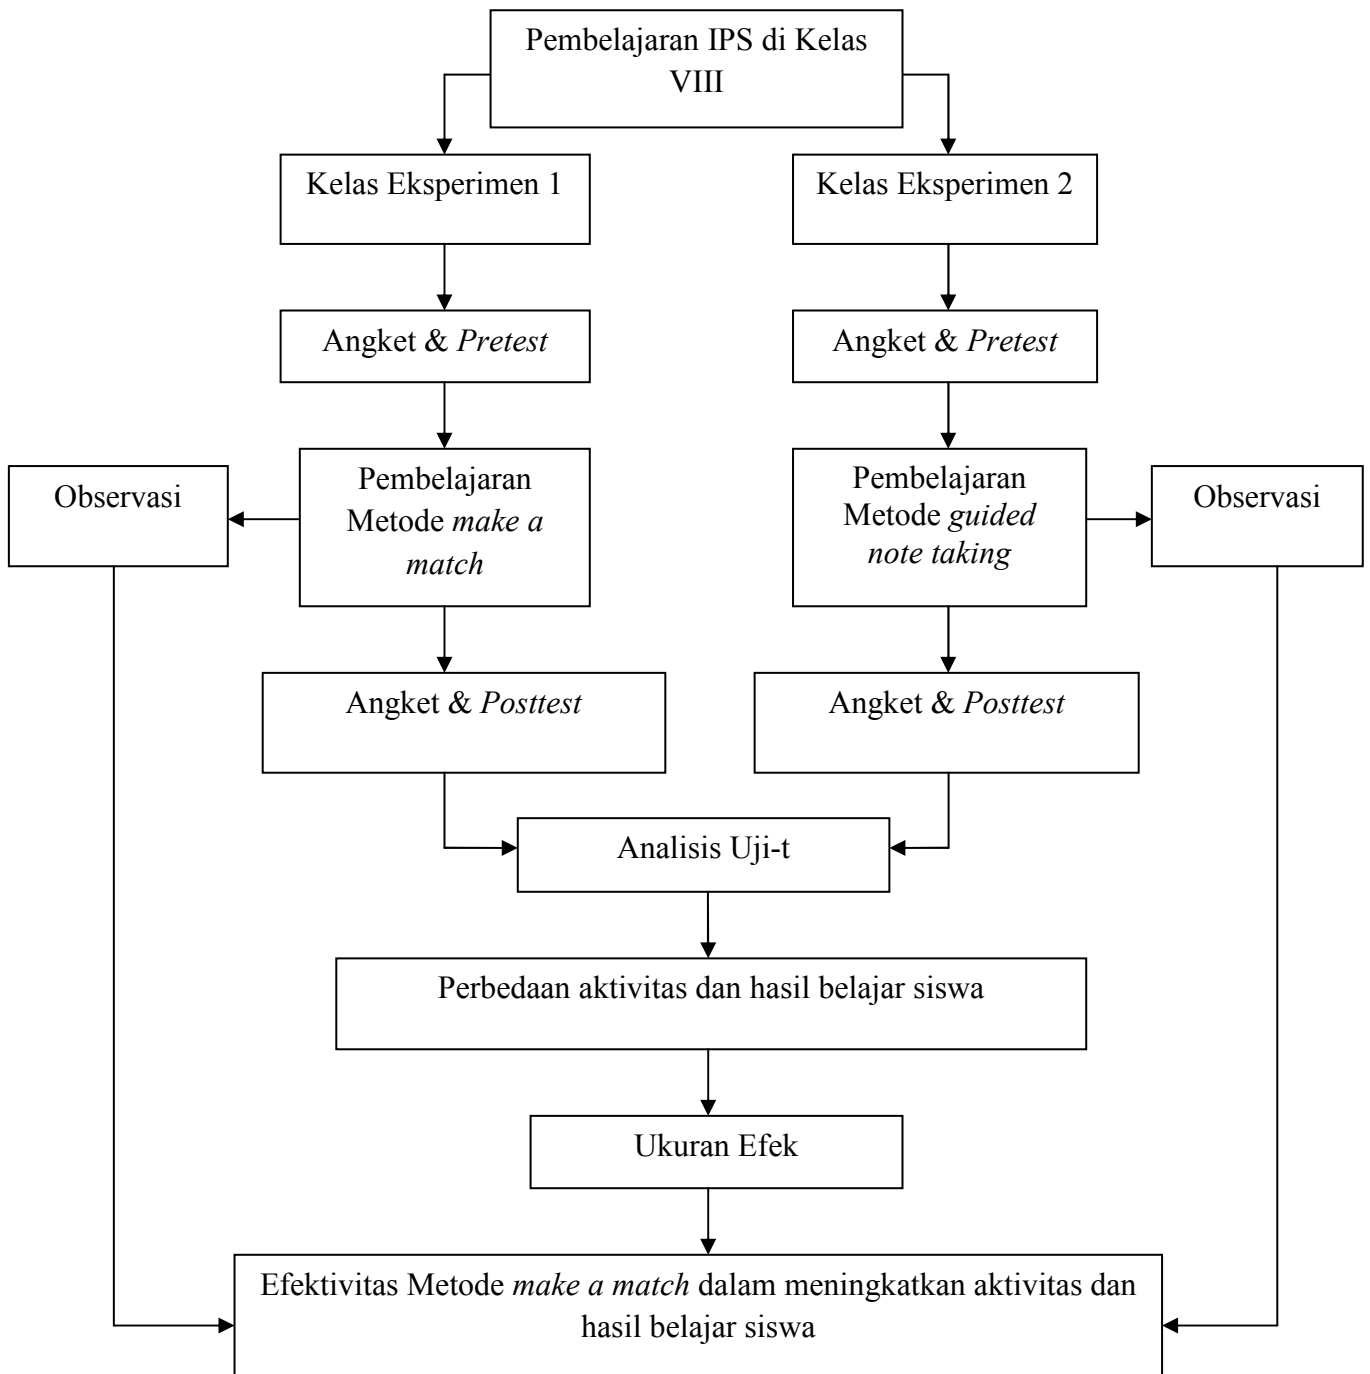 Pembelajaran IPS di Kelas
VIII
Kelas Eksperimen 1
Kelas Eksperimen 2
Angket & Pretest
Angket & Pretest
Observasi
Pembelajaran
Metode make a
match
Pembelajaran
Metode guided
note taking
Observasi
Angket & Posttest
Angket & Posttest
Analisis Uji-t
Perbedaan aktivitas dan hasil belajar siswa
Ukuran Efek
Efektivitas Metode make a match dalam meningkatkan aktivitas dan
hasil belajar siswa